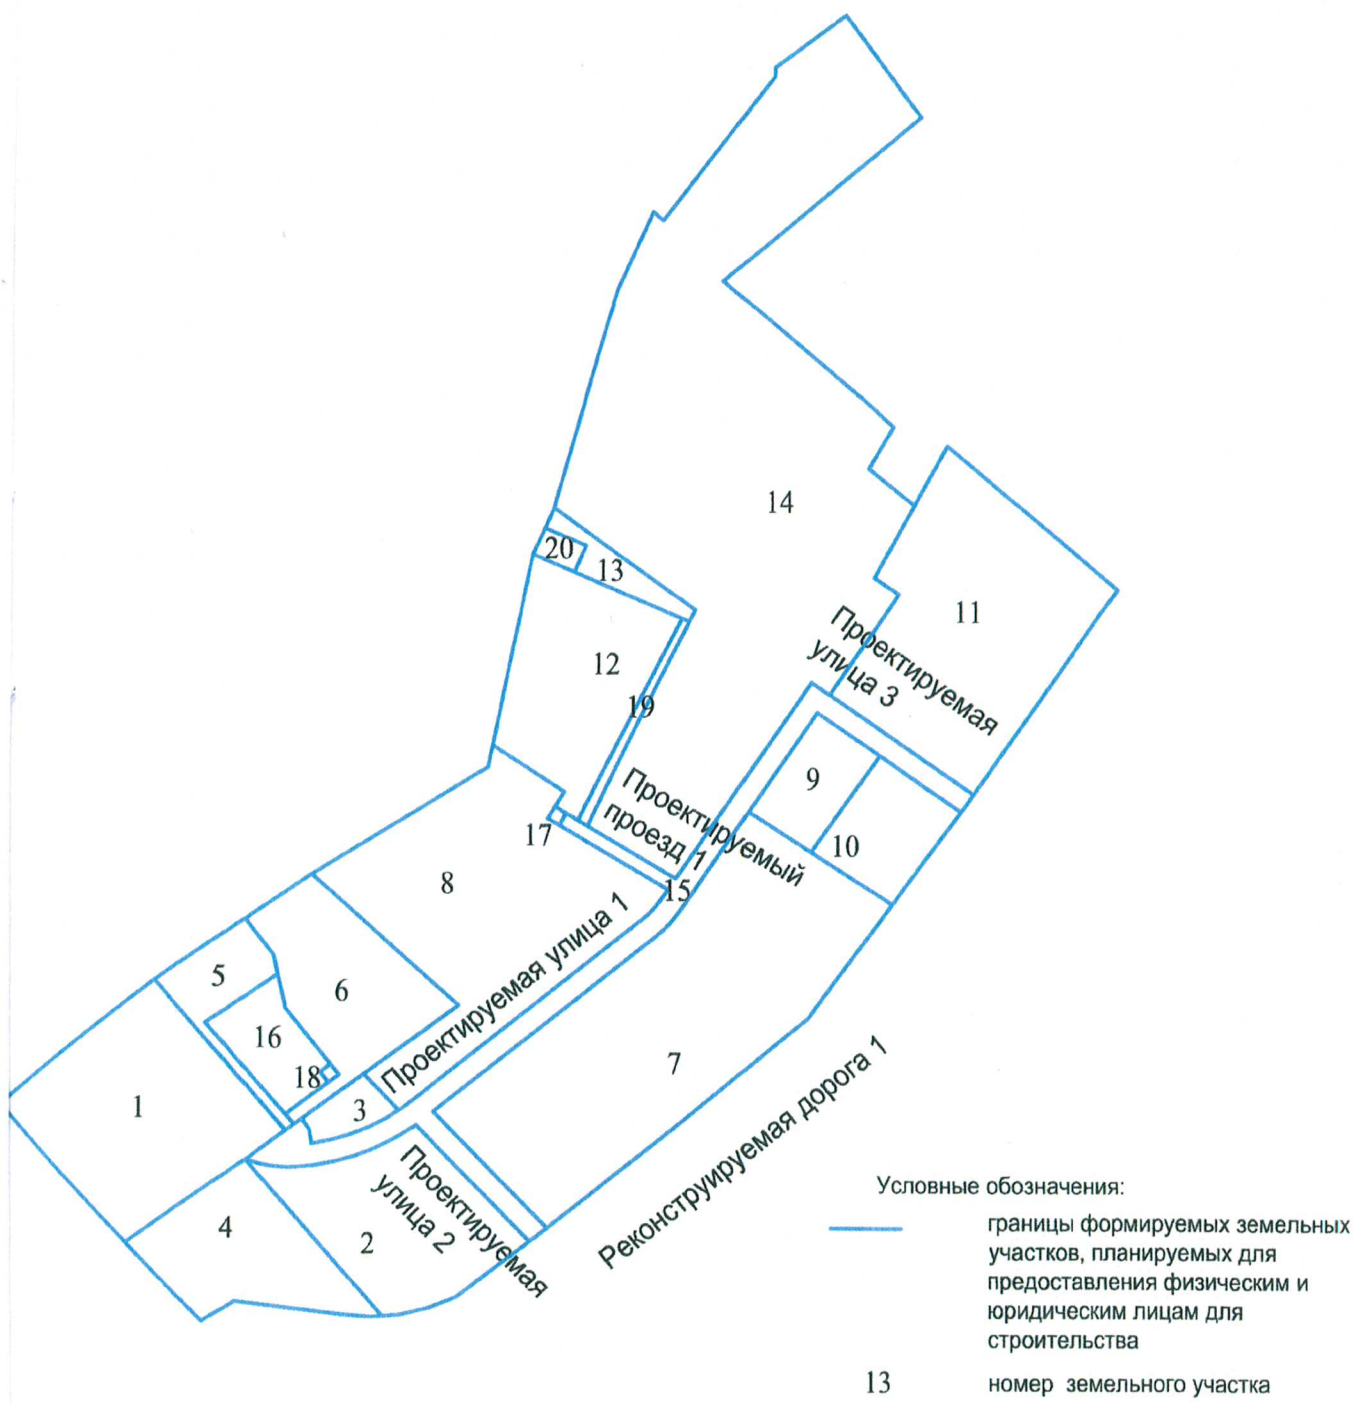 14
20
13
11
Проектируемая
улица 3
12
19
9
Проектируемый
проезд 1
17
10
8
15
Проектируемая улица 1
5
6
16
7
18
1
3
Реконструируемая дорога 1
Проектируемая
улица 2
4
2
Условные обозначения:
границы формируемых земельных
участков, планируемых для
предоставления физическим и
юридическим лицам для
строительства
13 номер земельного участка